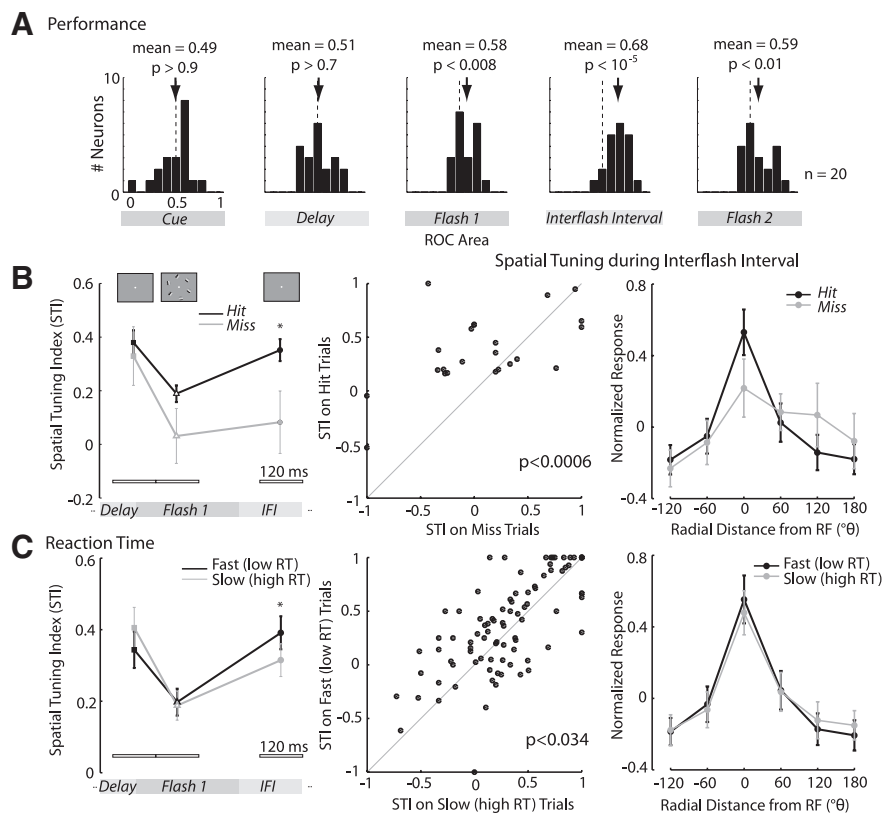 A Performance
mean = 0.49
p > 0.9
mean = 0.51
p > 0.7
mean = 0.58
p < 0.008
mean = 0.68
p < 10-5
mean = 0.59
p < 0.01
# Neurons
10
0
0 0.5 1
n = 20
Cue Delay Flash 1 Interflash Interval Flash 2
ROC Area
B
Spatial Tuning Index (STI)
0.6
0.4
0.2
0
-0.2
Hit
Miss
*
120 ms
Delay Flash 1 IFI
Spatial Tuning during Interflash Interval
STI on Hit Trials
1
0.5
0
-0.5
-1
-1 -0.5 0 0.5 1
p<0.0006
STI on Miss Trials
Normalized Response
0.8
0.4
0
-0.4
Hit
Miss
-120 -60 0 60 120 180
Radial Distance from RF (°θ)
C Reaction Time
Spatial Tuning Index (STI)
0.6
0.4
0.2
0
Fast (low RT)
Slow (high RT)
*
120 ms
Delay Flash 1 IFI
STI on Fast (low RT) Trials
1
0.5
0
-0.5
-1
-1 -0.5 0 0.5 1
p<0.034
STI on Slow (high RT) Trials
Normalized Response
0.8
0.4
0
-0.4
Fast (low RT)
Slow (high RT)
-120 -60 0 60 120 180
Radial Distance from RF (°θ)